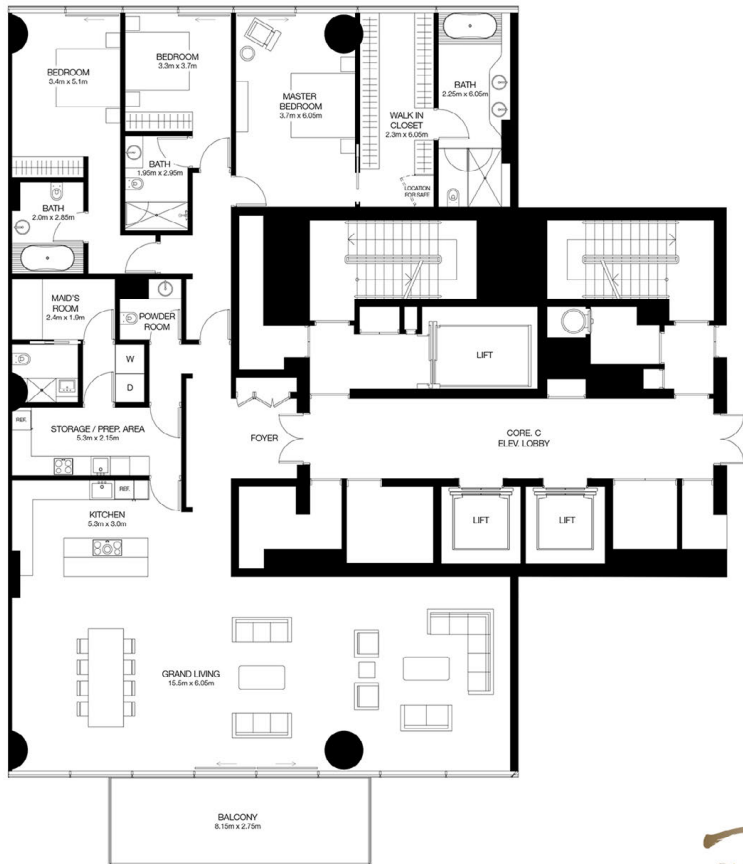 BEDROOM
3.4m x 5.1m
BEDROOM
3.3m x 3.7m
MASTER
BEDROOM
3.7m x 6.05m
WALK IN
CLOSET
2.3m x 6.05m
BATH
2.25m x 6.05m
BATH
1.95m x 2.95m
LOCATION
FOR SAFE
BATH
2.0m x 2.85m
MAID'S
ROOM
2.4m x 1.9m
POWDER
ROOM
W
D
LIFT
REF.
STORAGE / PREP. AREA
5.3m x 2.15m
FOYER
CORE. C
ELEV. LOBBY
REF.
KITCHEN
5.3m x 3.0m
LIFT
LIFT
GRAND LIVING
15.5m x 6.05m
BALCONY
8.15m x 2.75m